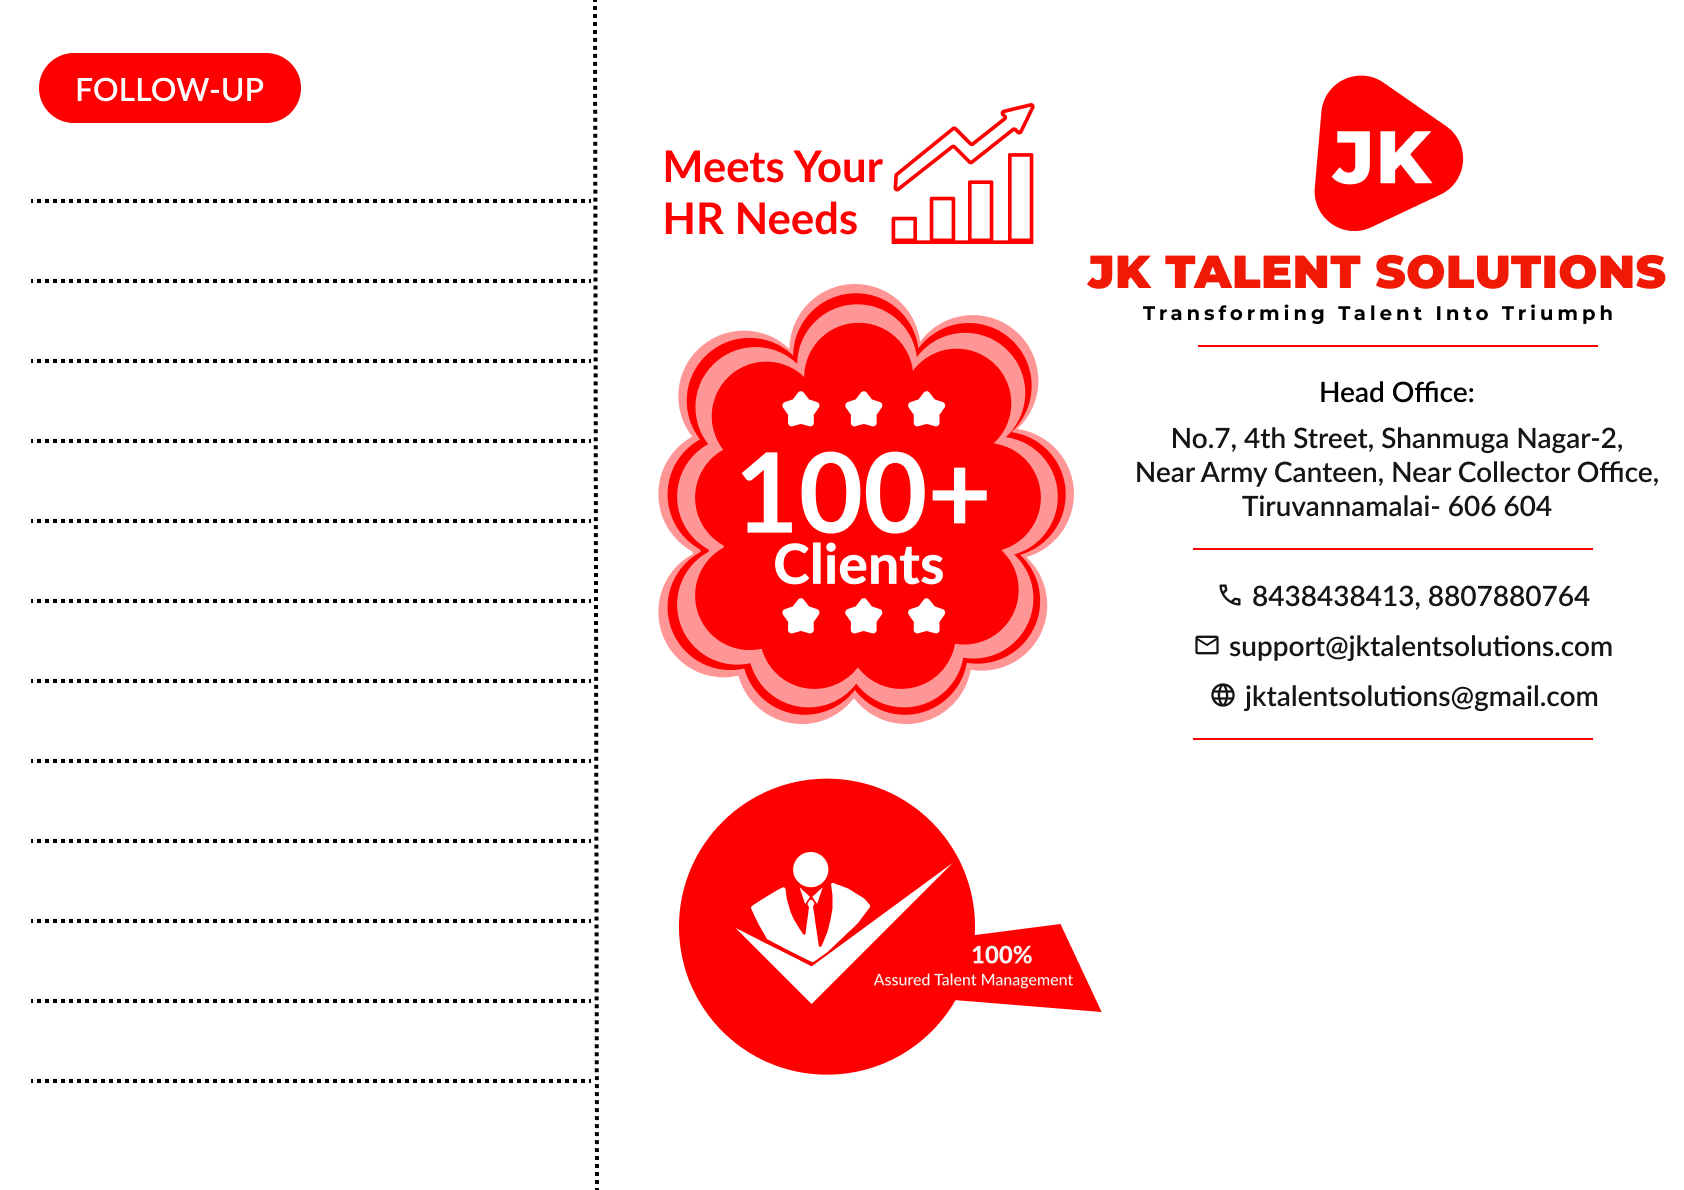 FOLLOW-UP
Meets Your
HR Needs
100+
Clients
100%
Assured Talent Management
JK
JK TALENT SOLUTIONS
Transforming Talent Into Triumph
Head Office:
No.7, 4th Street, Shanmuga Nagar-2,
Near Army Canteen, Near Collector Office,
Tiruvannamalai- 606 604
8438438413, 8807880764
support@jktalentsolutions.com
jktalentsolutions@gmail.com